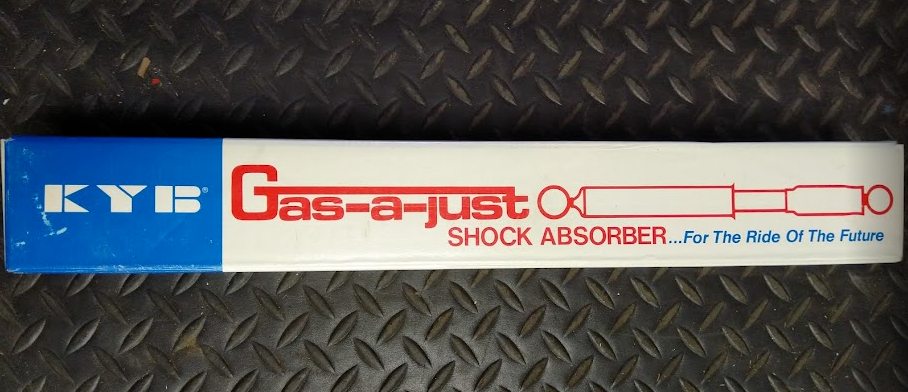 KYB®
Gas-a-just
SHOCK ABSORBER...For The Ride Of The Future